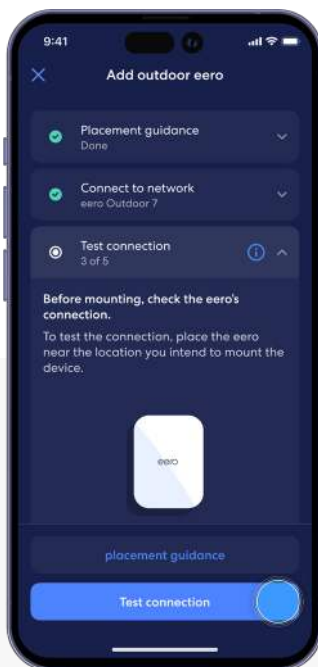 9:41
Add outdoor eero
Placement guidance
Done
Connect to network
eero Outdoor 7
Test connection
3 of 5
Before mounting, check the eero's
connection.
To test the connection, place the eero
near the location you intend to mount the
device.
eero
placement guidance
Test connection